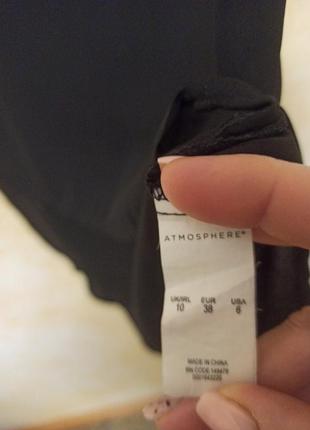 ATMOSPHERE®
UK/IRL EUR USA
10 38 6
MADE IN CHINA